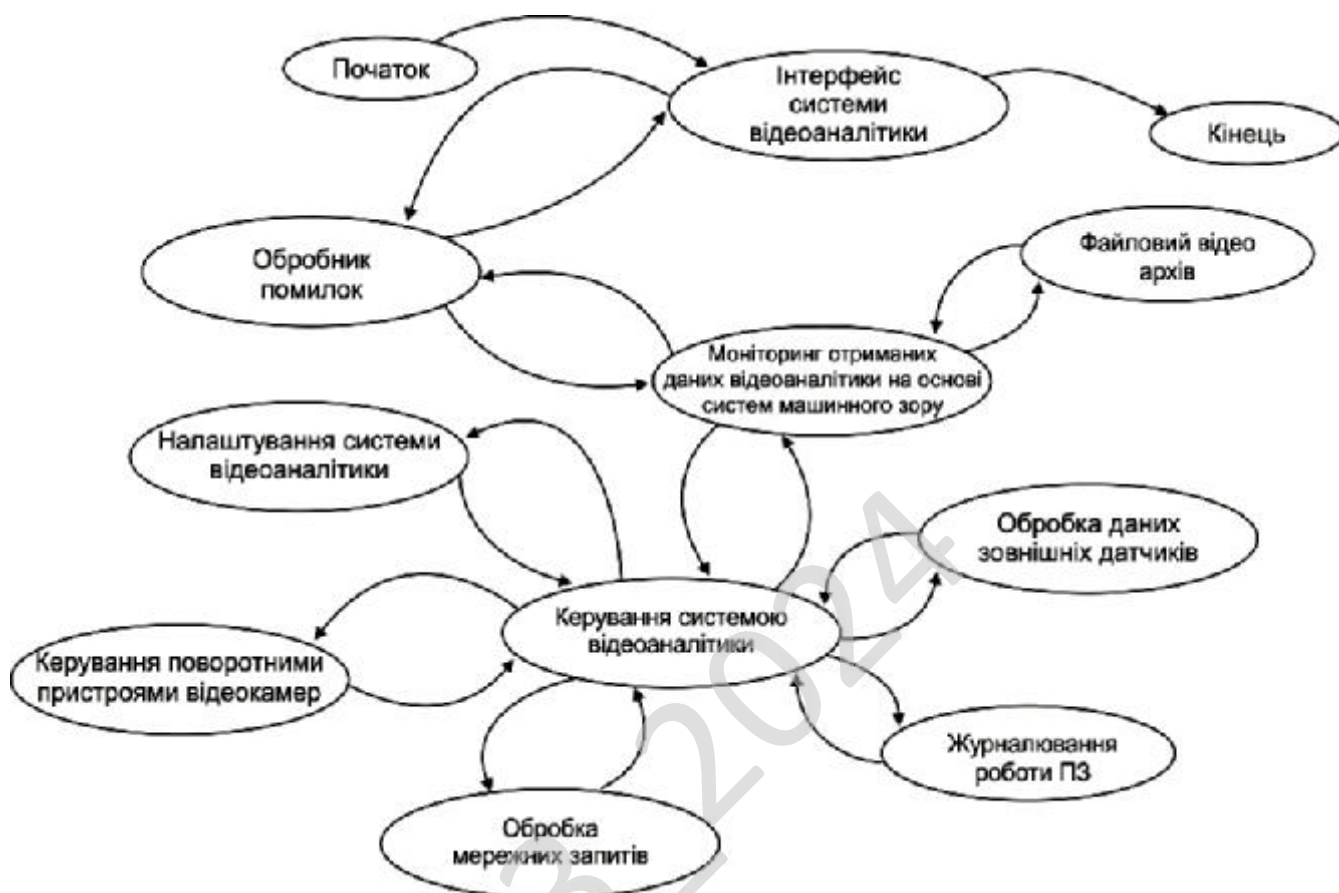 Початок
Інтерфейс
системи
відеоаналітики
Кінець
Обробник
помилок
Файловий відео
архів
Моніторинг отриманих
даних відеоаналітики на основі
систем машинного зору
Налаштування системи
відеоаналітики
Обробка даних
зовнішніх датчиків
Керування системою
відеоаналітики
Керування поворотними
пристроями відеокамер
Журналювання
роботи ПЗ
Обробка
мережних запитів
2024